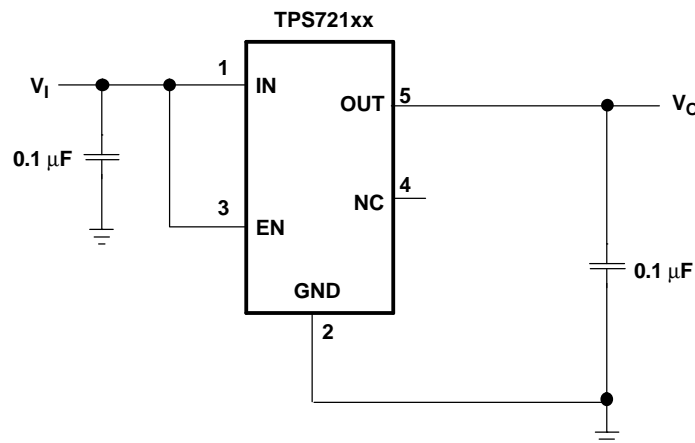 TPS721xx
V_I
1
IN
OUT
5
V_O
0.1 μF
4
NC
3
EN
0.1 μF
GND
2